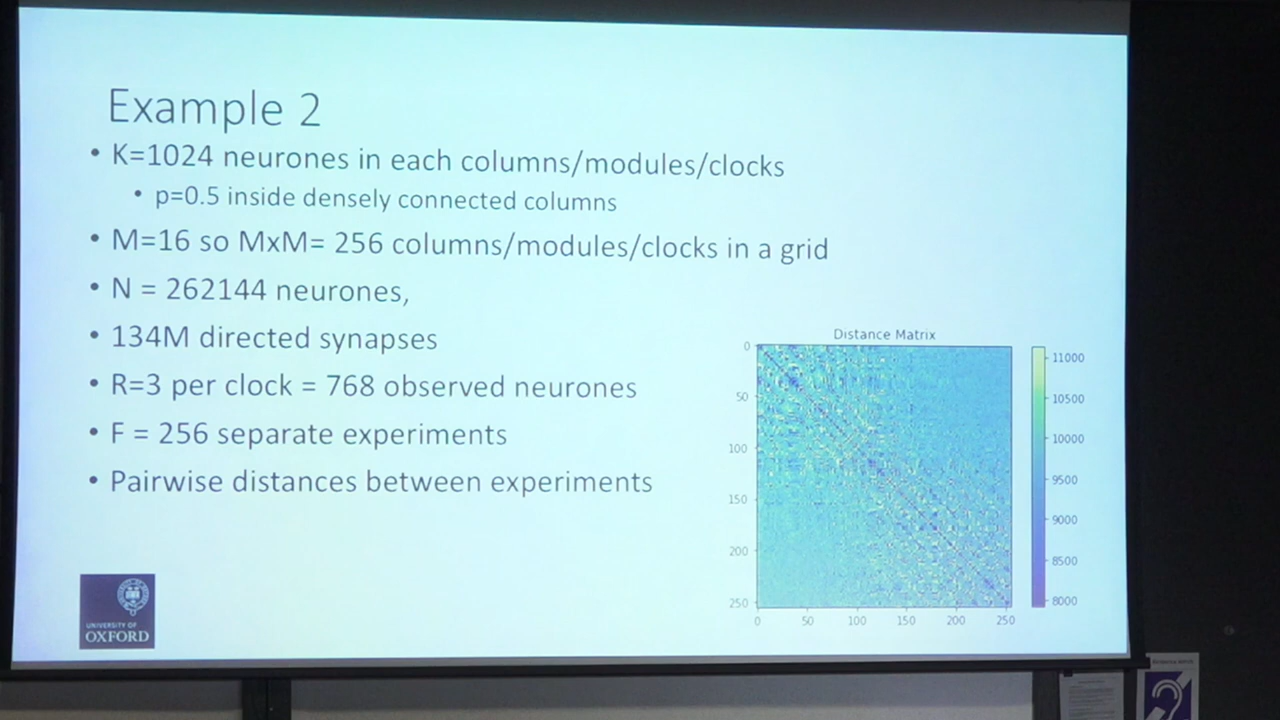 Example 2
• K=1024 neurones in each columns/modules/clocks
• p=0.5 inside densely connected columns
• M=16 so MxM= 256 columns/modules/clocks in a grid
• N = 262144 neurones,
• 134M directed synapses
• R=3 per clock = 768 observed neurones
• F = 256 separate experiments
• Pairwise distances between experiments
Distance Matrix
0
50
100
150
200
250
0 50 100 150 200 250
11000
10500
10000
9500
9000
8500
8000
UNIVERSITY OF
OXFORD